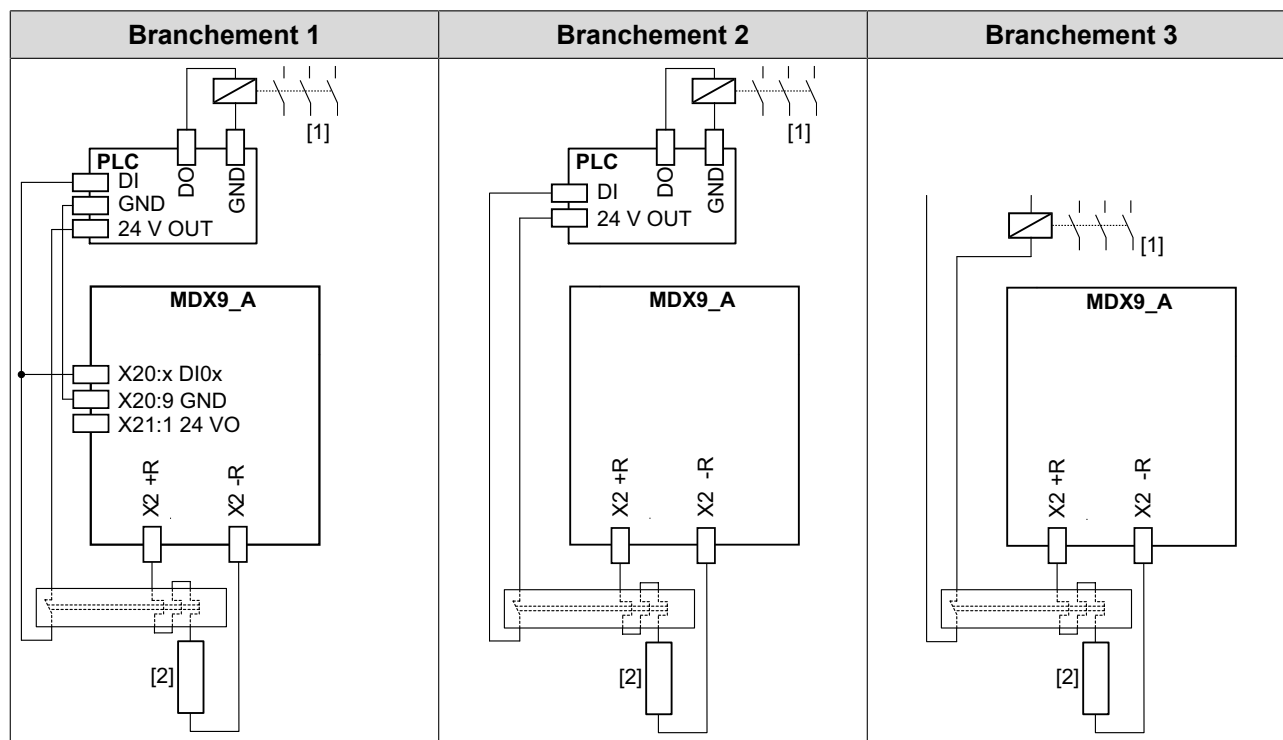 Branchement 1
Branchement 2
Branchement 3
[1]
PLC
DO
GND
DI
GND
24 V OUT
MDX9_A
X20:x DI0x
X20:9 GND
X21:1 24 VO
X2 +R
X2 -R
[2]
[1]
PLC
DO
GND
DI
24 V OUT
MDX9_A
X2 +R
X2 -R
[2]
[1]
MDX9_A
X2 +R
X2 -R
[2]